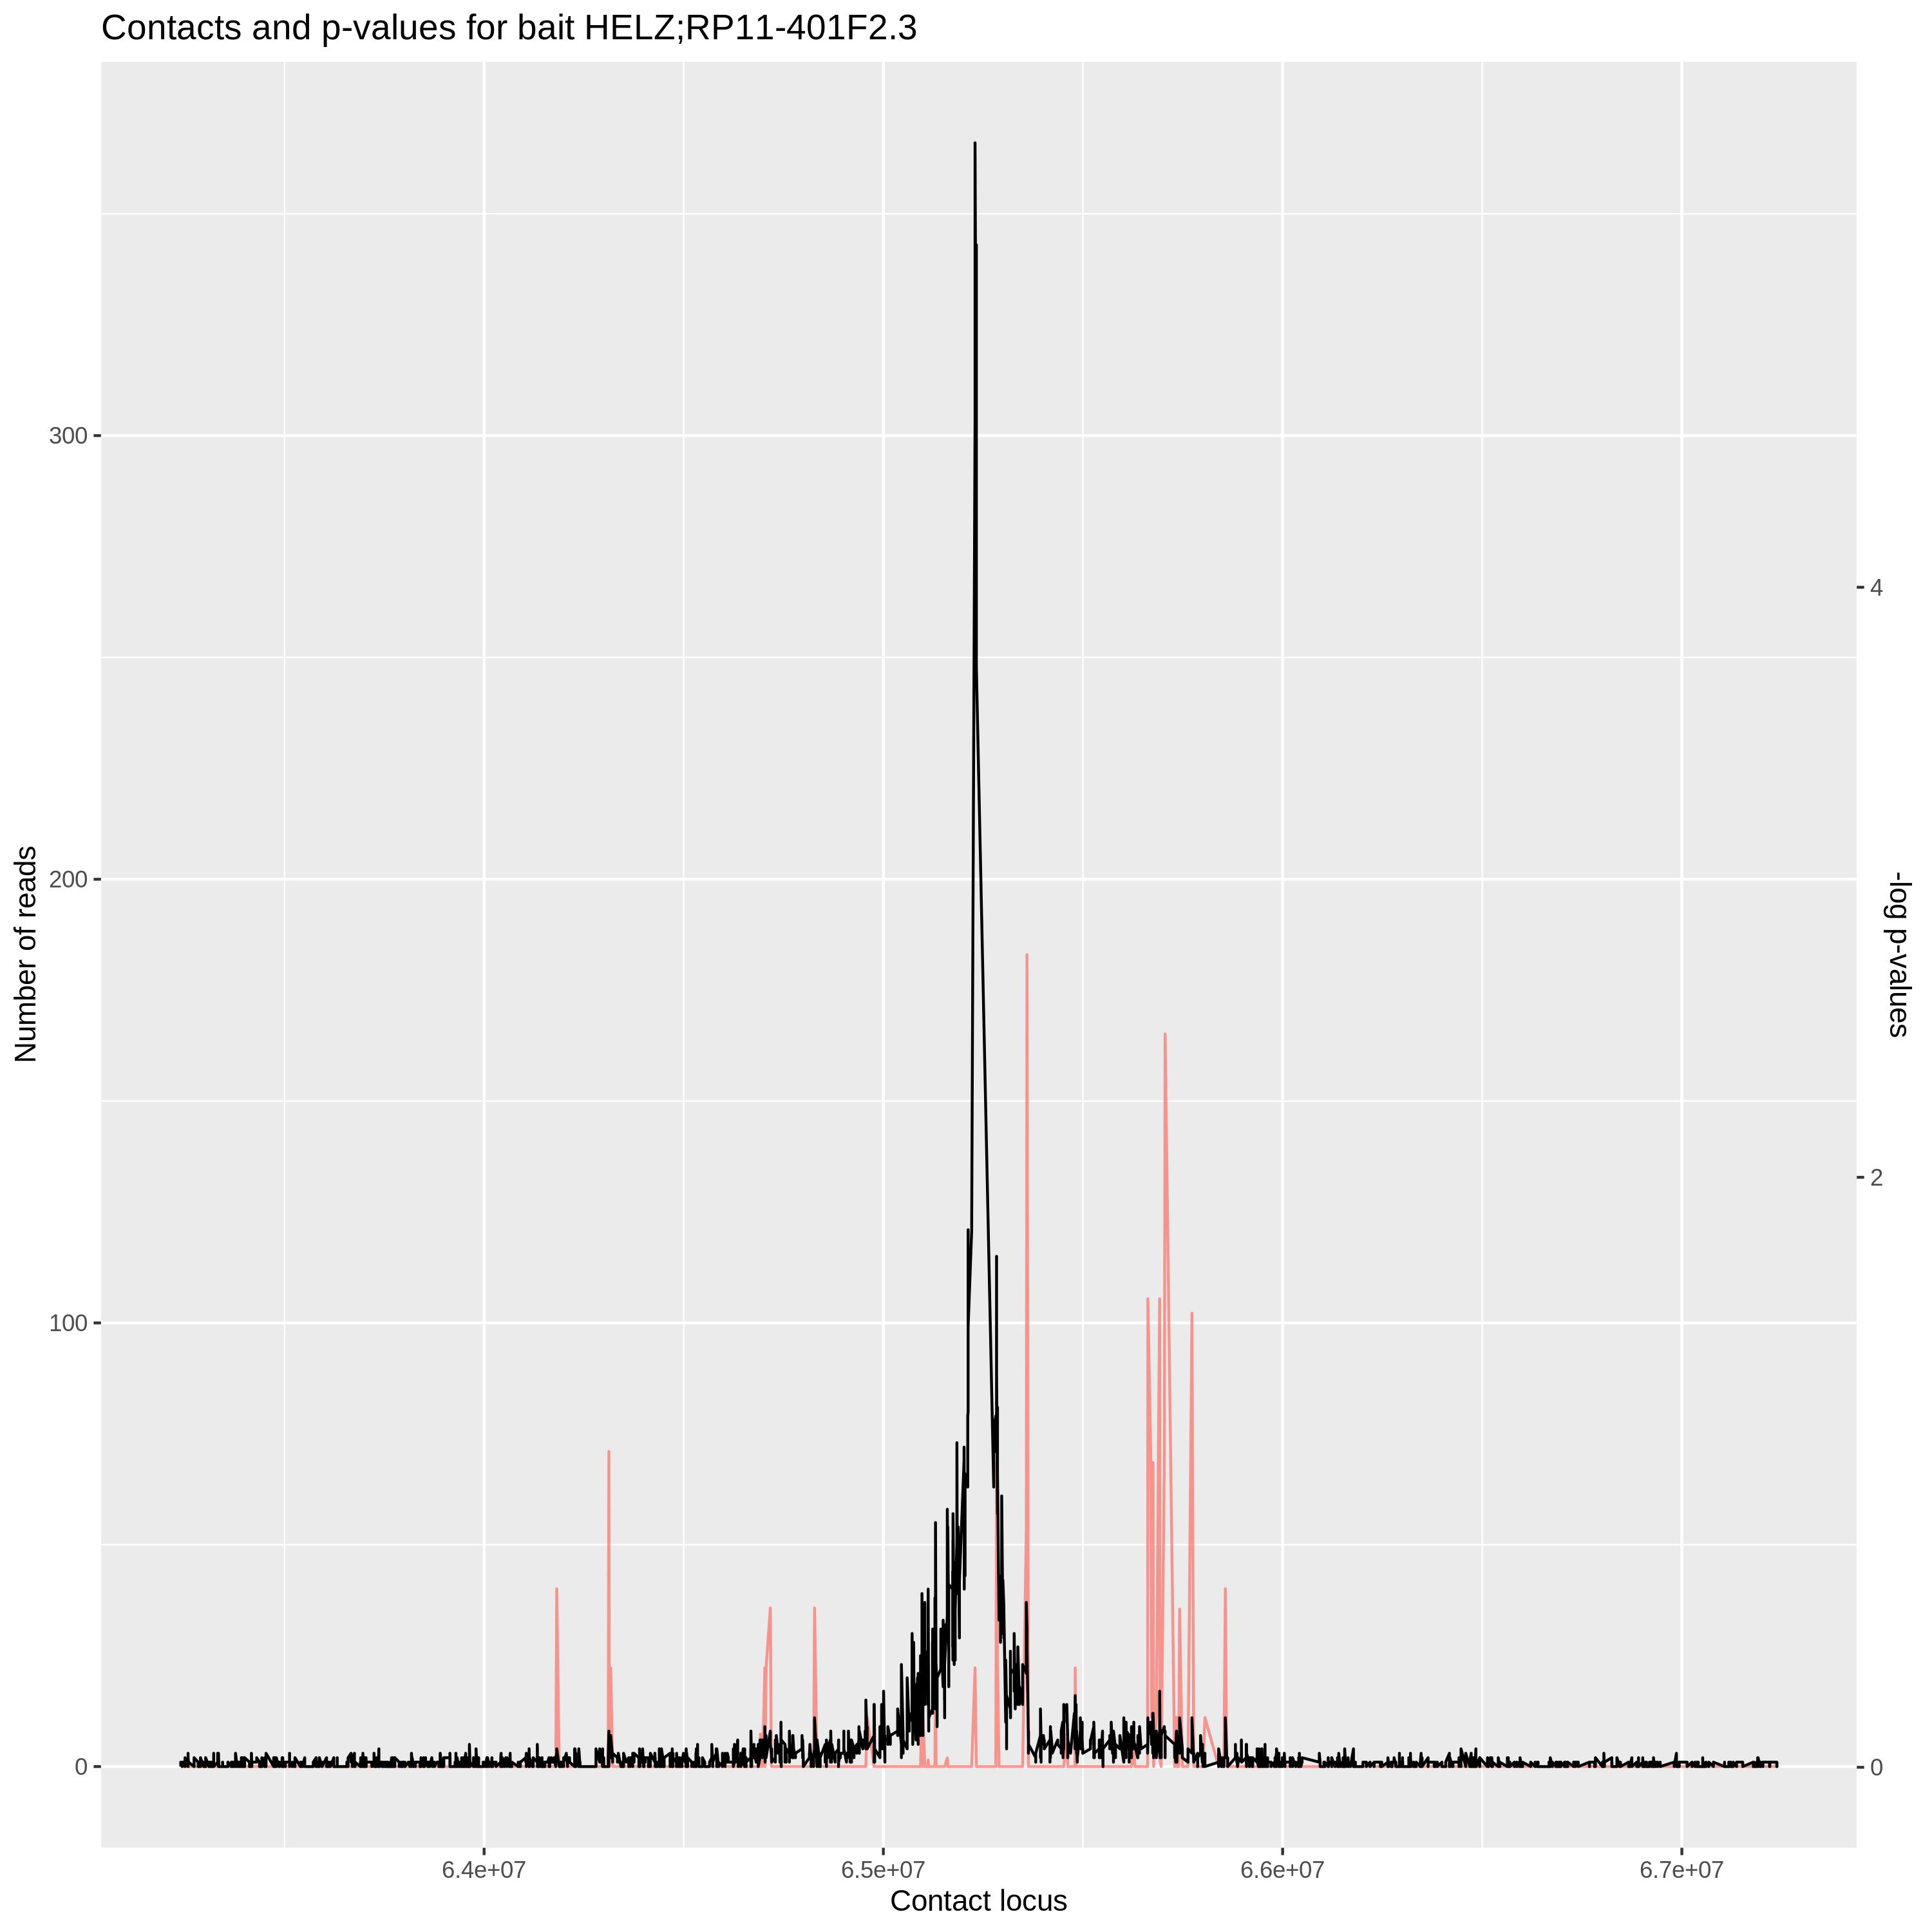 Contacts and p-values for bait HELZ;RP11-401F2.3
Number of reads
300
200
100
0
4
2
0
-log p-values
6.4e+07
6.5e+07
6.6e+07
6.7e+07
Contact locus